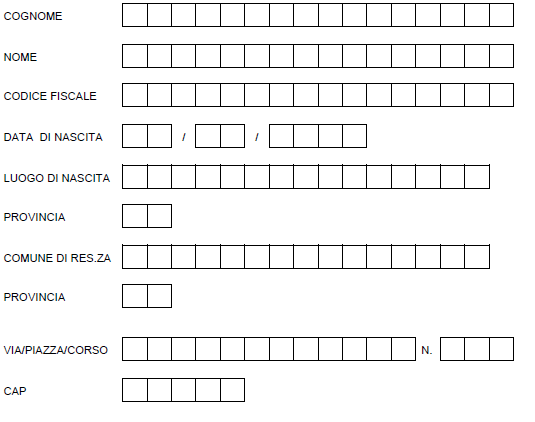 COGNOME
NOME
CODICE FISCALE
DATA DI NASCITA / /
LUOGO DI NASCITA
PROVINCIA
COMUNE DI RES.ZA
PROVINCIA
VIA/PIAZZA/CORSO N.
CAP